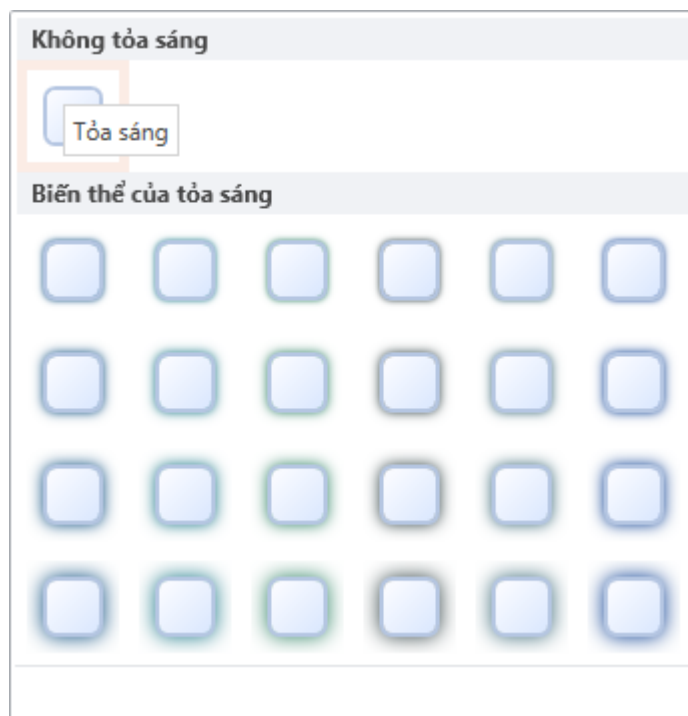 Không tỏa sáng
Tỏa sáng
Biến thể của tỏa sáng